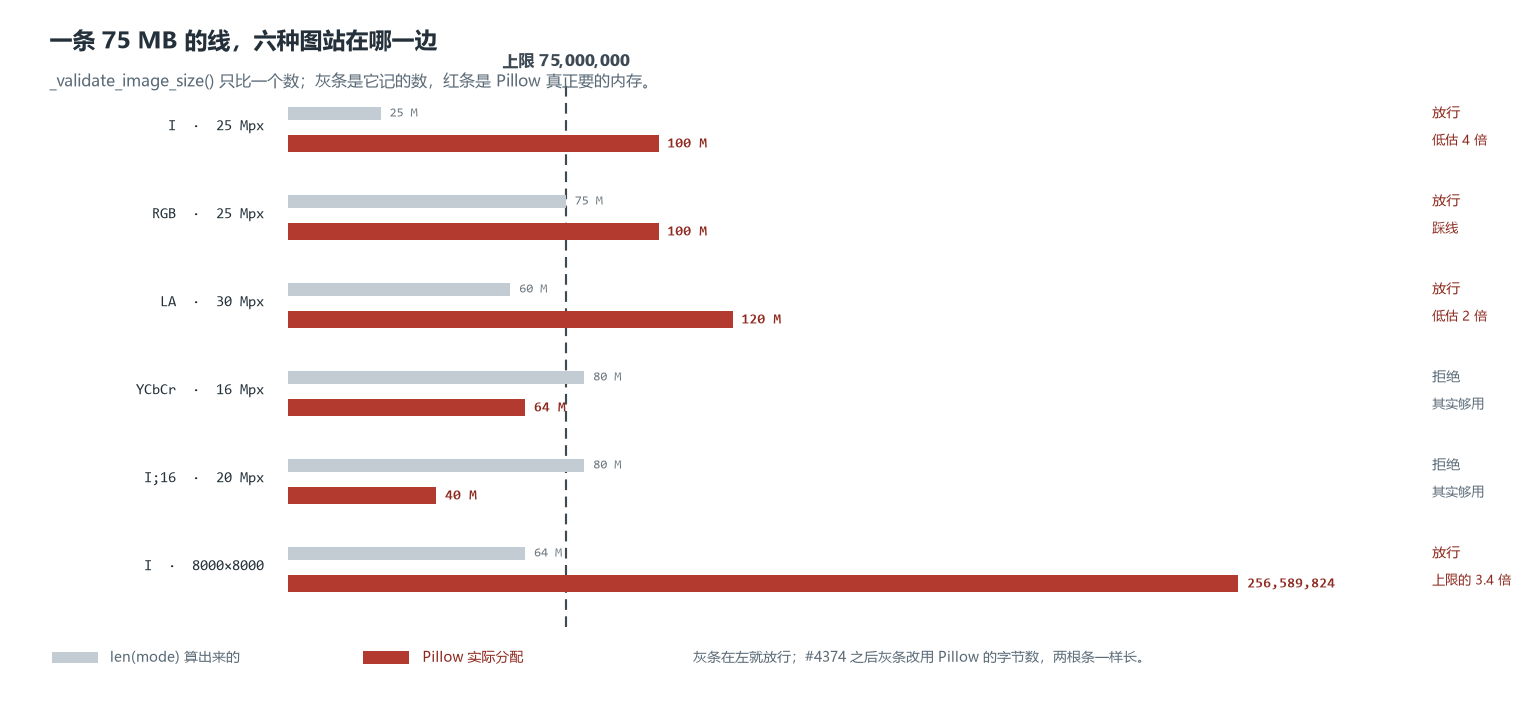 一条 75 MB 的线，六种图站在哪一边
上限 75,000,000
_validate_image_size() 只比一个数；灰条是它记的数，红条是 Pillow 真正要的内存。
I · 25 Mpx
25 M
100 M
放行
低估 4 倍
RGB · 25 Mpx
75 M
100 M
放行
踩线
LA · 30 Mpx
60 M
120 M
放行
低估 2 倍
YCbCr · 16 Mpx
80 M
64 M
拒绝
其实够用
I;16 · 20 Mpx
80 M
40 M
拒绝
其实够用
I · 8000×8000
64 M
256,589,824
放行
上限的 3.4 倍
len(mode) 算出来的
Pillow 实际分配
灰条在左就放行；#4374 之后灰条改用 Pillow 的字节数，两根条一样长。